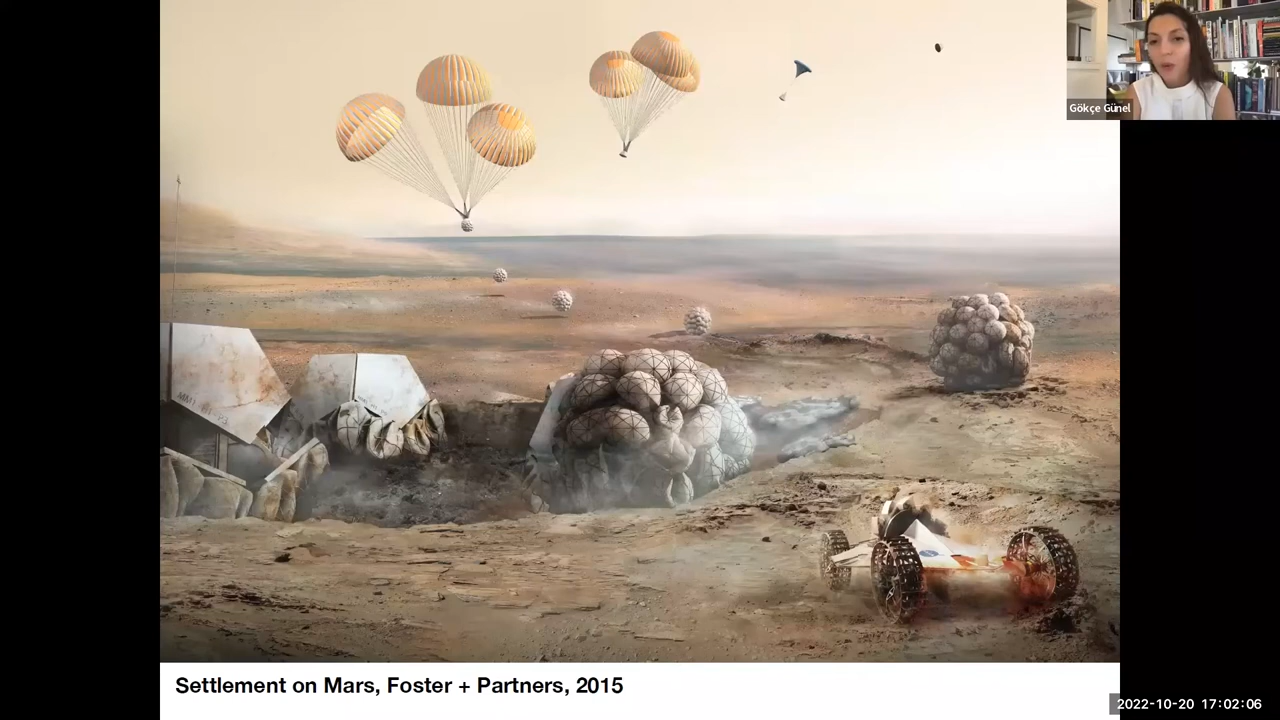 Gökçe Günel
Settlement on Mars, Foster + Partners, 2015
2022-10-20 17:02:06